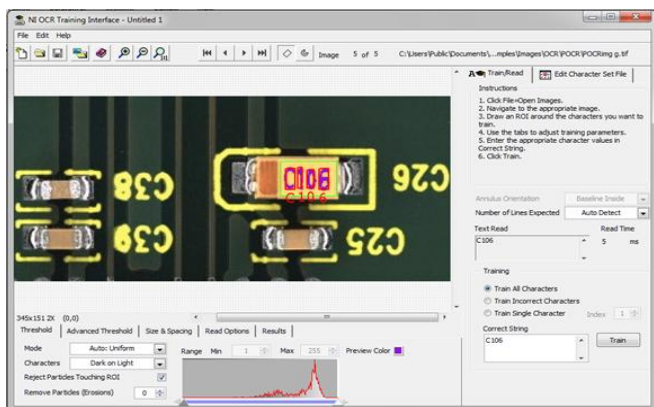 NI OCR Training Interface - Untitled 1
File Edit Help
Image 5 of 5 C:\Users\Public\Documents\...mples\Images\OCR\POCR\POCRimg g.tif
Train/Read Edit Character Set File
Instructions
1. Click File>Open Images.
2. Navigate to the appropriate image.
3. Draw an ROI around the characters you want to
train.
4. Use the tabs to adjust training parameters.
5. Enter the appropriate character values in
Correct String.
6. Click Train.
C38
C39
C106
C106
C26
C25
Annulus Orientation Baseline Inside
Number of Lines Expected Auto Detect
Text Read Read Time
C106 5 ms
Training
Train All Characters
Train Incorrect Characters
Train Single Character Index 1
Correct String
C106 Train
345x151 2X (0,0)
Threshold Advanced Threshold Size & Spacing Read Options Results
Mode Auto: Uniform Range Min 1 Max 255 Preview Color
Characters Dark on Light
Reject Particles Touching ROI
Remove Particles (Erosions) 0